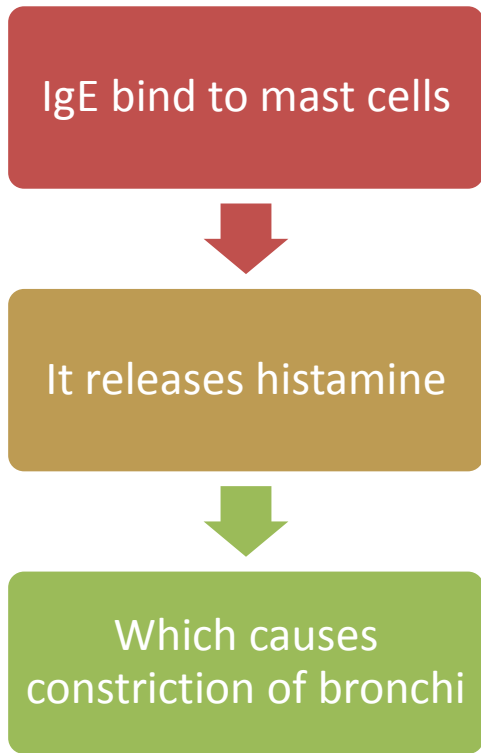 IgE bind to mast cells
It releases histamine
Which causes
constriction of bronchi